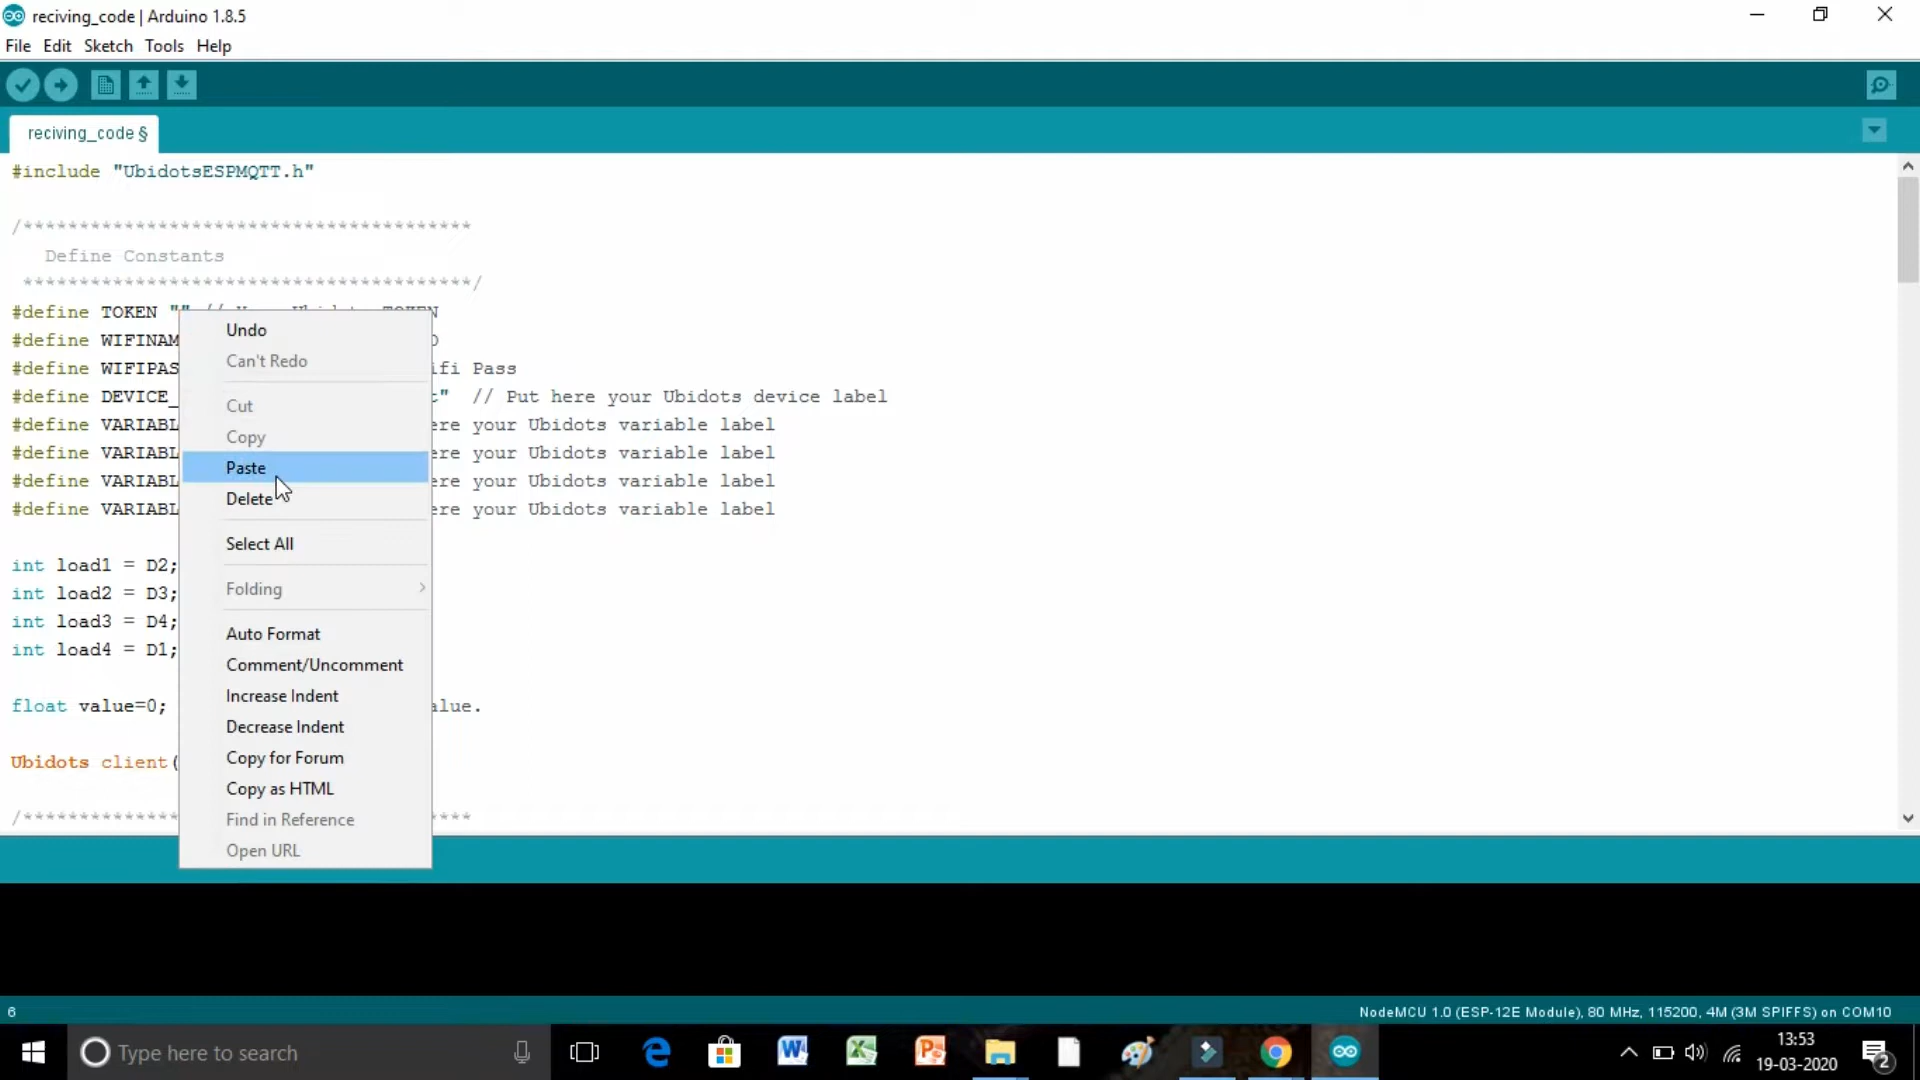 reciving_code | Arduino 1.8.5
File Edit Sketch Tools Help
reciving_code §
#include "UbidotsESPMQTT.h"
/****************************************
Define Constants
****************************************/
#define TOKEN "" // TOKEN
#define WIFINAM
#define WIFIPAS ifi Pass
#define DEVICE_ t" // Put here your Ubidots device label
#define VARIABL ere your Ubidots variable label
#define VARIABL ere your Ubidots variable label
#define VARIABL ere your Ubidots variable label
#define VARIABL ere your Ubidots variable label
int load1 = D2;
int load2 = D3;
int load3 = D4;
int load4 = D1;
float value=0; alue.
Ubidots client(
/****************************************
Undo
Can't Redo
Cut
Copy
Paste
Delete
Select All
Folding
Auto Format
Comment/Uncomment
Increase Indent
Decrease Indent
Copy for Forum
Copy as HTML
Find in Reference
Open URL
6
NodeMCU 1.0 (ESP-12E Module), 80 MHz, 115200, 4M (3M SPIFFS) on COM10
Type here to search
13:53
19-03-2020
2